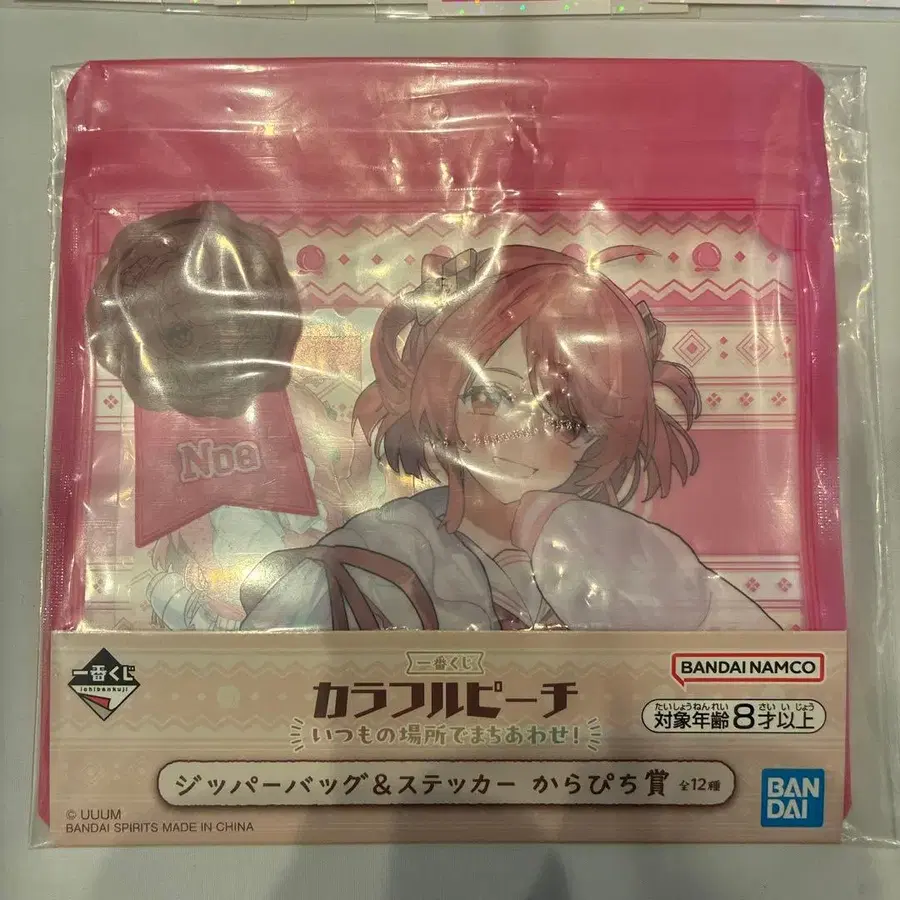 Noa
一番くじ
ichibankuji
一番くじ
カラフルピーチ
いつもの場所でまちあわせ!
BANDAI NAMCO
たいしょうねんれい さい い じょう
対象年齢8才以上
ジッパーバッグ&ステッカー からぴち賞 全12種
BAN
DAI
© UUUM
BANDAI SPIRITS MADE IN CHINA